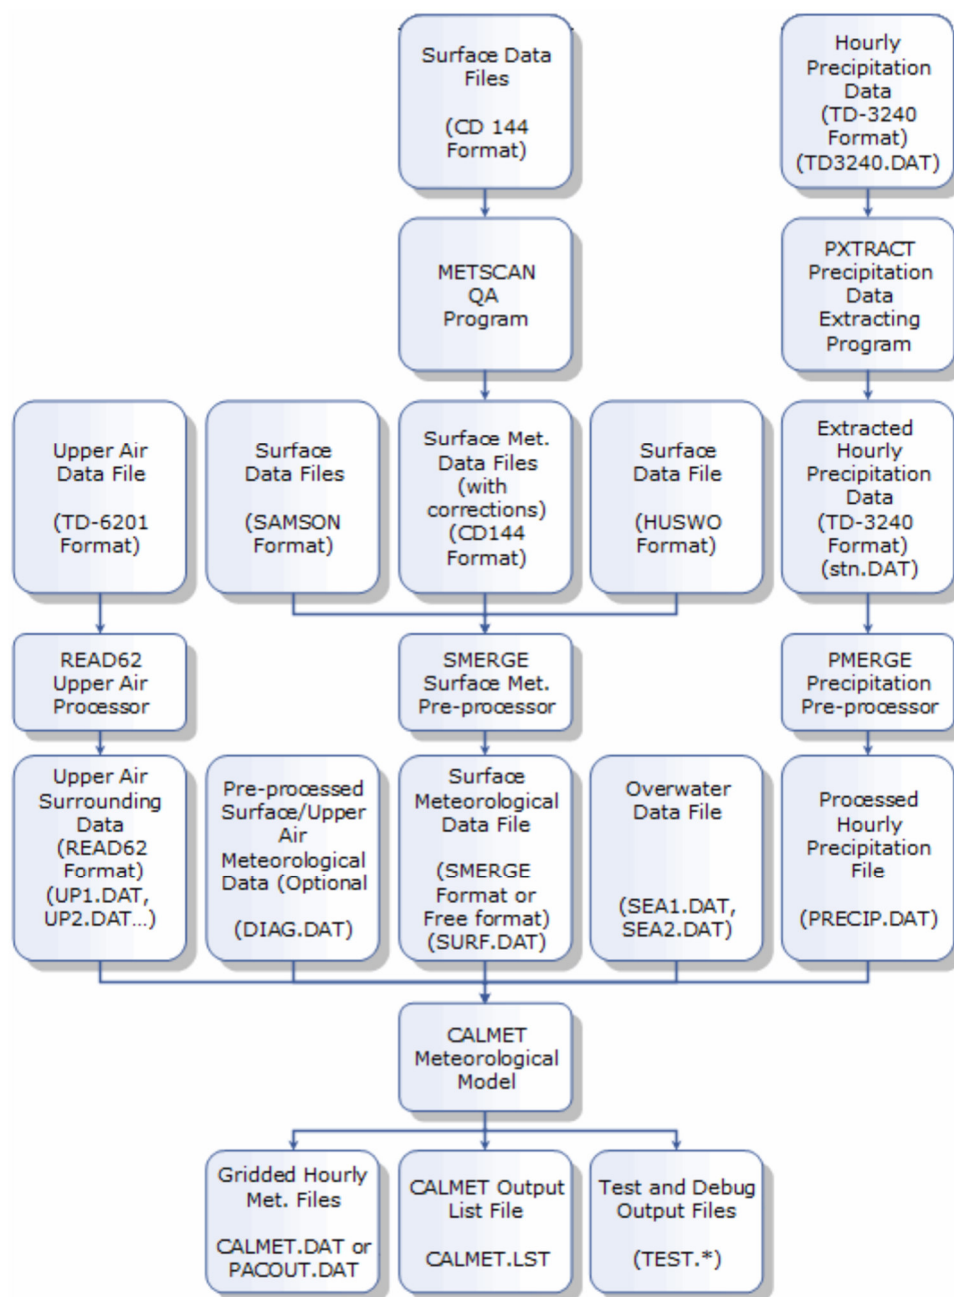 Surface Data
Files
(CD 144
Format)
Hourly
Precipitation
Data
(TD-3240
Format)
(TD3240.DAT)
METSCAN
QA
Program
PXTRACT
Precipitation
Data
Extracting
Program
Upper Air
Data File
(TD-6201
Format)
Surface
Data Files
(SAMSON
Format)
Surface Met.
Data Files
(with
corrections)
(CD144
Format)
Surface
Data File
(HUSWO
Format)
Extracted
Hourly
Precipitation
Data
(TD-3240
Format)
(stn.DAT)
READ62
Upper Air
Processor
SMERGE
Surface Met.
Pre-processor
PMERGE
Precipitation
Pre-processor
Upper Air
Surrounding
Data
(READ62
Format)
(UP1.DAT,
UP2.DAT...)
Pre-processed
Surface/Upper
Air
Meteorological
Data (Optional
(DIAG.DAT)
Surface
Meteorological
Data File
(SMERGE
Format or
Free format)
(SURF.DAT)
Overwater
Data File
(SEA1.DAT,
SEA2.DAT)
Processed
Hourly
Precipitation
File
(PRECIP.DAT)
CALMET
Meteorological
Model
Gridded Hourly
Met. Files
CALMET.DAT or
PACOUT.DAT
CALMET Output
List File
CALMET.LST
Test and Debug
Output Files
(TEST.*)